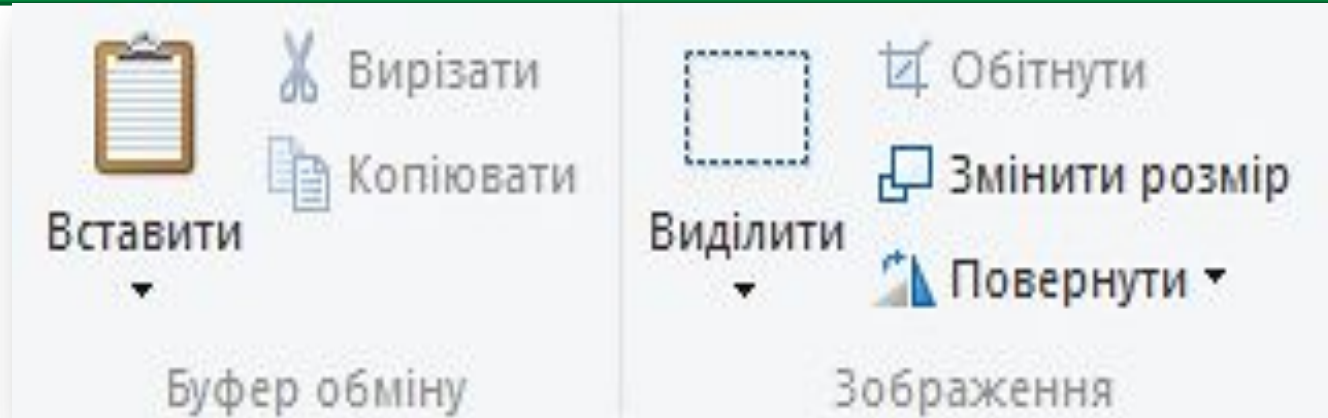 Вставити
Вирізати
Копіювати
Буфер обміну
Виділити
Обітнути
Змінити розмір
Повернути
Зображення